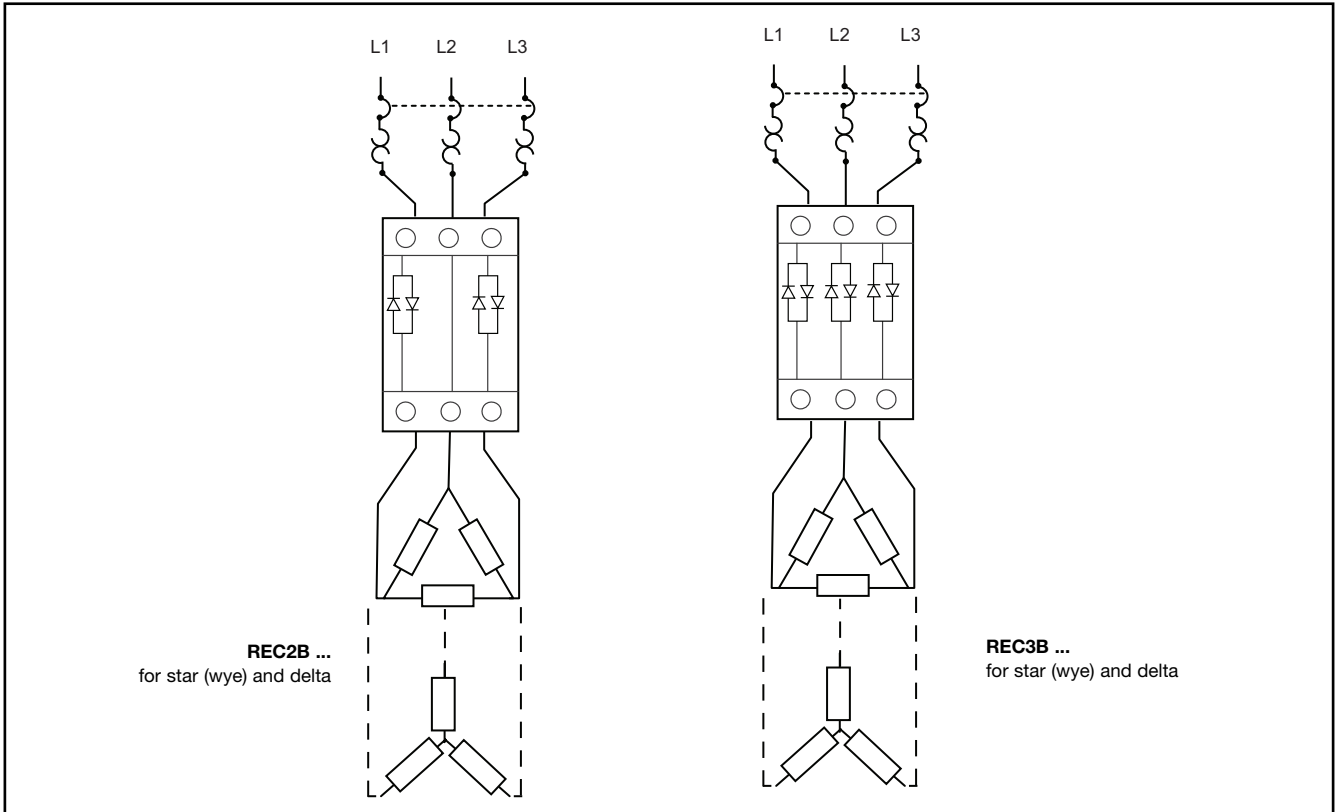 L1 L2 L3
L1 L2 L3
REC2B ...
for star (wye) and delta
REC3B ...
for star (wye) and delta